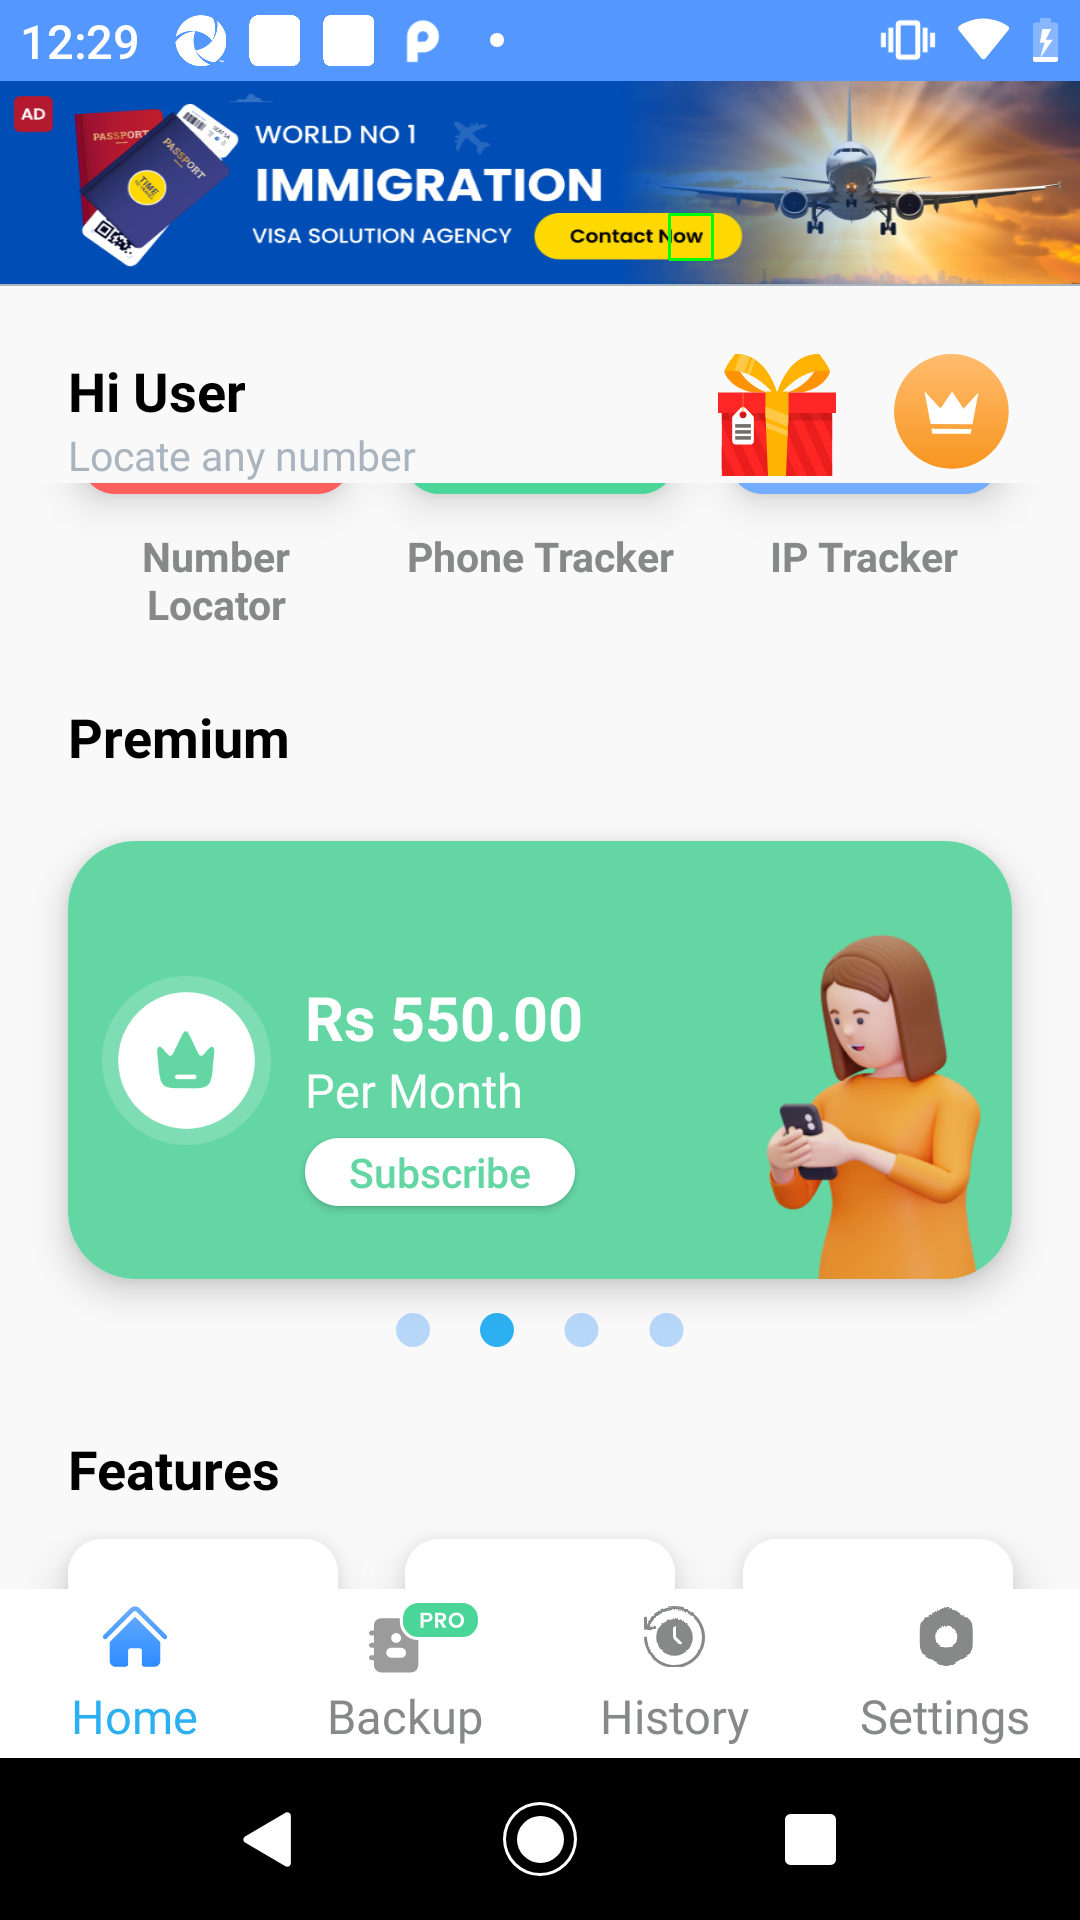 12:29
AD
PASSPORT
PASSPORT
WORLD NO 1
IMMIGRATION
VISA SOLUTION AGENCY
Contact Now
Hi User
Locate any number
Number
Locator
Phone Tracker
IP Tracker
Premium
Rs 550.00
Per Month
Subscribe
Features
PRO
Home
Backup
History
Settings